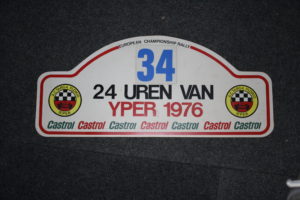 EUROPEAN CHAMPIONSHIP RALLY
34
24 UREN VAN
YPER 1976
Castrol Castrol Castrol Castrol Castrol Castrol Castrol